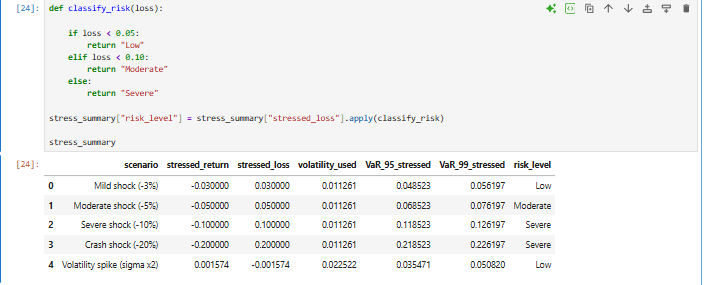 [24]: def classify_risk(loss):
if loss < 0.05:
return "Low"
elif loss < 0.10:
return "Moderate"
else:
return "Severe"
stress_summary["risk_level"] = stress_summary["stressed_loss"].apply(classify_risk)
stress_summary
[24]: scenario stressed_return stressed_loss volatility_used VaR_95_stressed VaR_99_stressed risk_level
0 Mild shock (-3%) -0.030000 0.030000 0.011261 0.048523 0.056197 Low
1 Moderate shock (-5%) -0.050000 0.050000 0.011261 0.068523 0.076197 Moderate
2 Severe shock (-10%) -0.100000 0.100000 0.011261 0.118523 0.126197 Severe
3 Crash shock (-20%) -0.200000 0.200000 0.011261 0.218523 0.226197 Severe
4 Volatility spike (sigma x2) 0.001574 -0.001574 0.022522 0.035471 0.050820 Low